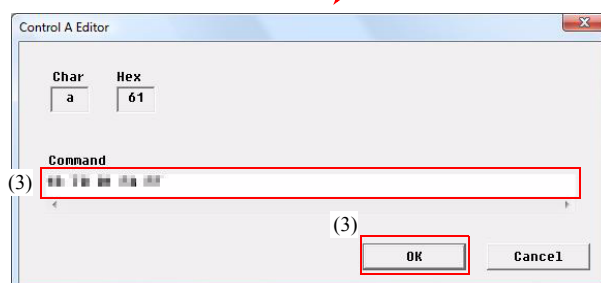 Control A Editor
Char Hex
a 61
Command
(3)
(3)
OK Cancel